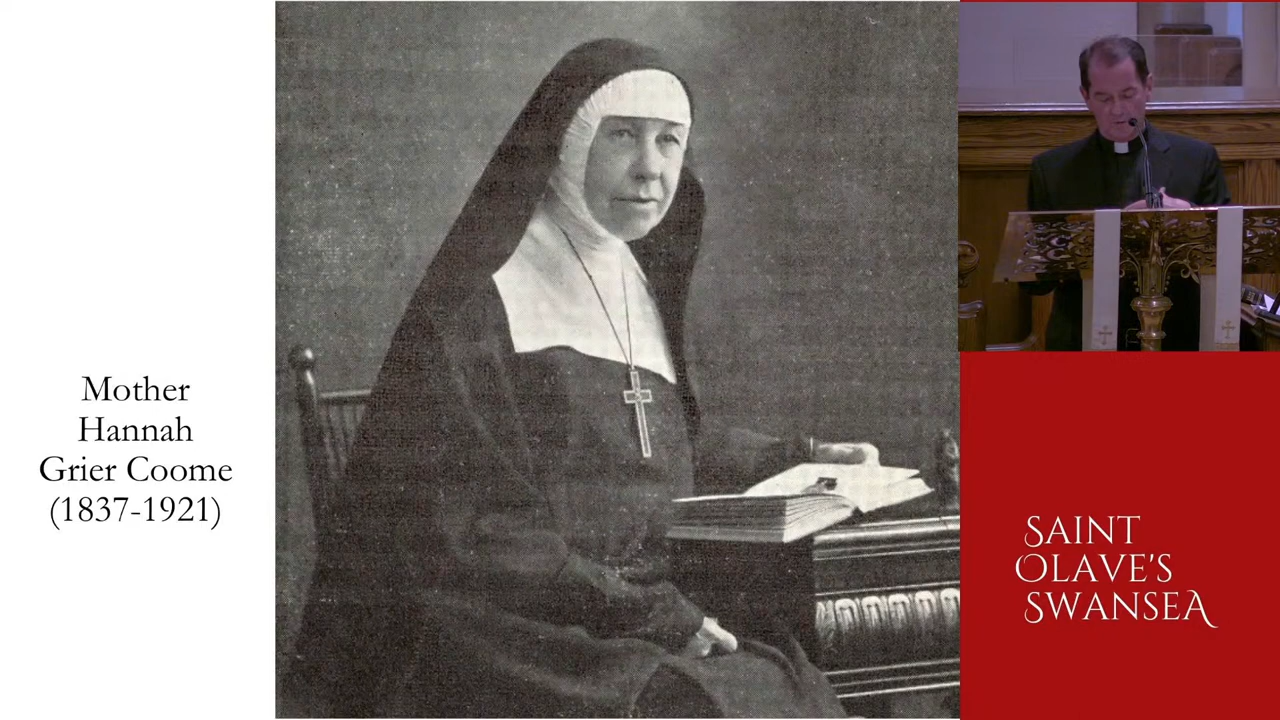 Mother
Hannah
Grier Coome
(1837-1921)
SAINT
OLAVE'S
SWANSEA